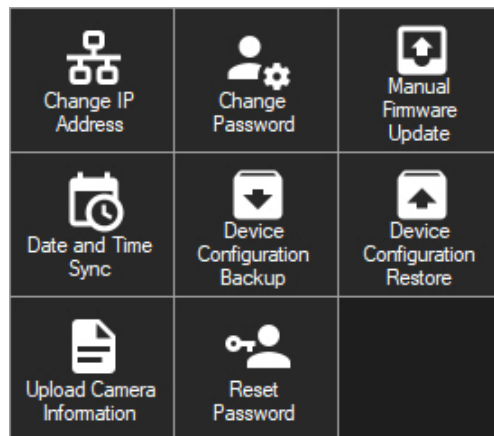 Change IP
Address
Change
Password
Manual
Firmware
Update
Date and Time
Sync
Device
Configuration
Backup
Device
Configuration
Restore
Upload Camera
Information
Reset
Password